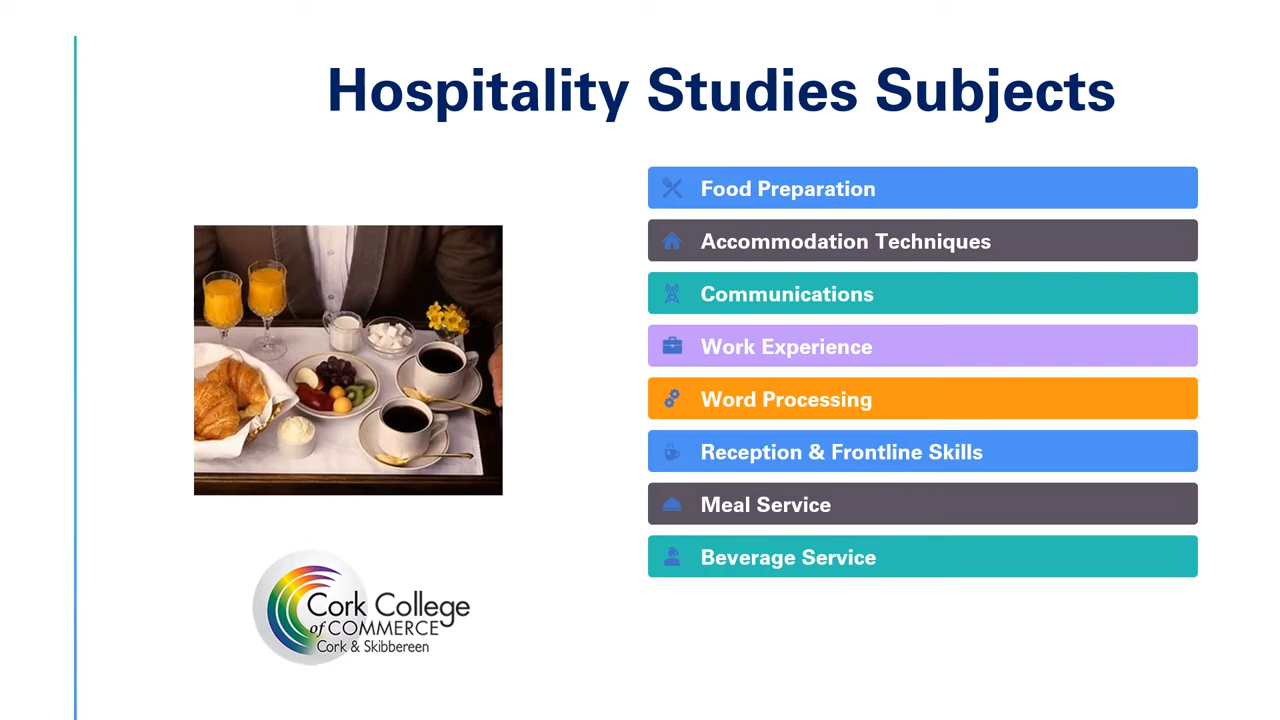 Hospitality Studies Subjects
Food Preparation
Accommodation Techniques
Communications
Work Experience
Word Processing
Reception & Frontline Skills
Meal Service
Beverage Service
Cork College
of COMMERCE
Cork & Skibbereen